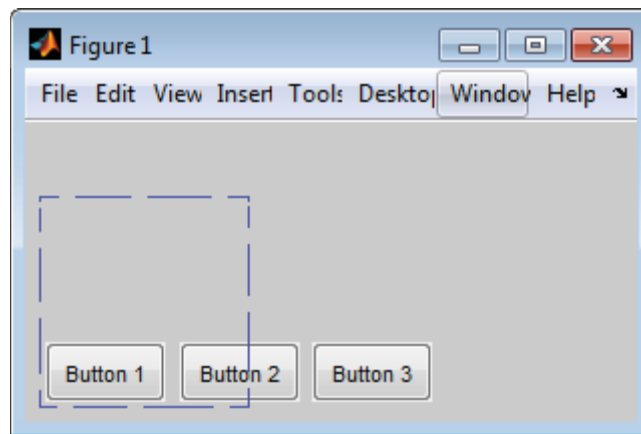 Figure 1
File Edit View Insert Tools Desktop Window Help
Button 1 Button 2 Button 3